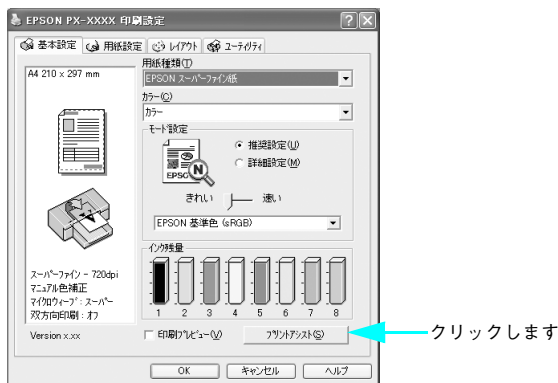 EPSON PX-XXXX 印刷設定
基本設定 用紙設定 レイアウト ユーティリティ
A4 210 x 297 mm
用紙種類(T)
EPSON スーパーファイン紙
カラー(C)
カラー
モード設定
推奨設定(U)
詳細設定(M)
EPSO
N
きれい 速い
EPSON 基準色 (sRGB)
インク残量
1 2 3 4 5 6 7 8
スーパーファイン - 720dpi
マニュアル色補正
マイクロウィーブ : スーパー
双方向印刷 : オフ
Version x.xx
印刷プレビュー(V)
プリントアシスト(S)
クリックします
OK キャンセル ヘルプ